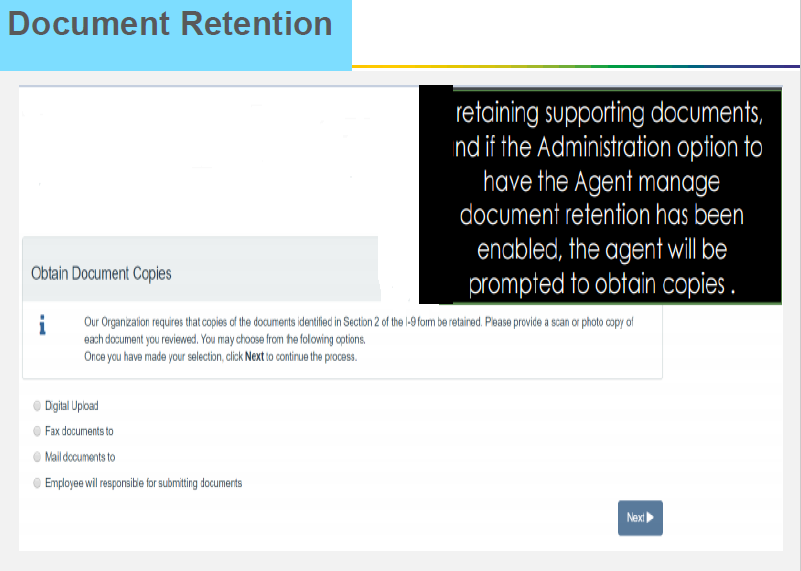 Document Retention
retaining supporting documents,
nd if the Administration option to
have the Agent manage
document retention has been
enabled, the agent will be
prompted to obtain copies .
Obtain Document Copies
i
Our Organization requires that copies of the documents identified in Section 2 of the I-9 form be retained. Please provide a scan or photo copy of
each document you reviewed. You may choose from the following options.
Once you have made your selection, click Next to continue the process.
Digital Upload
Fax documents to
Mail documents to
Employee will responsible for submitting documents
Next